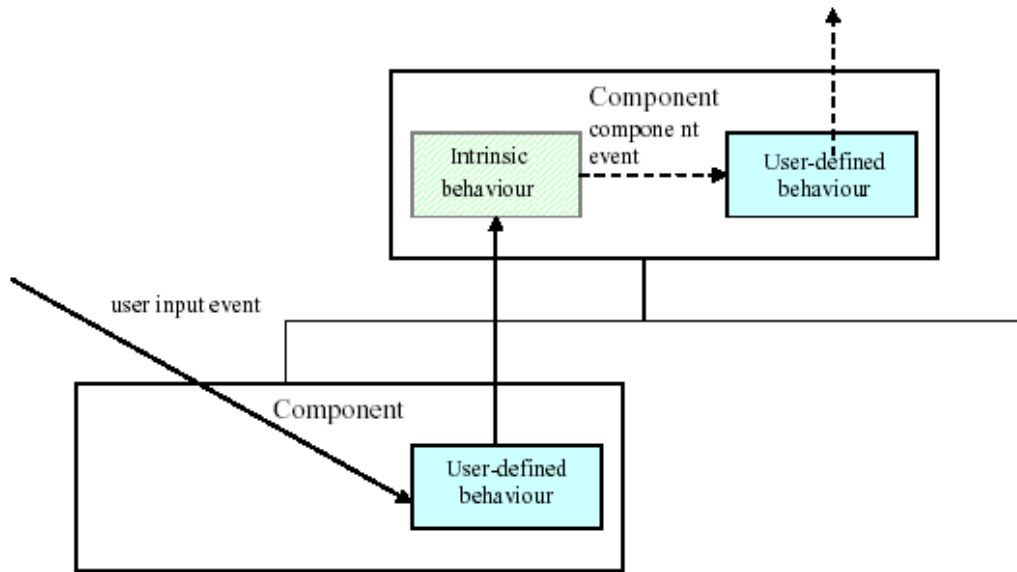 Component
compone nt
event
Intrinsic
behaviour
User-defined
behaviour
user input event
Component
User-defined
behaviour